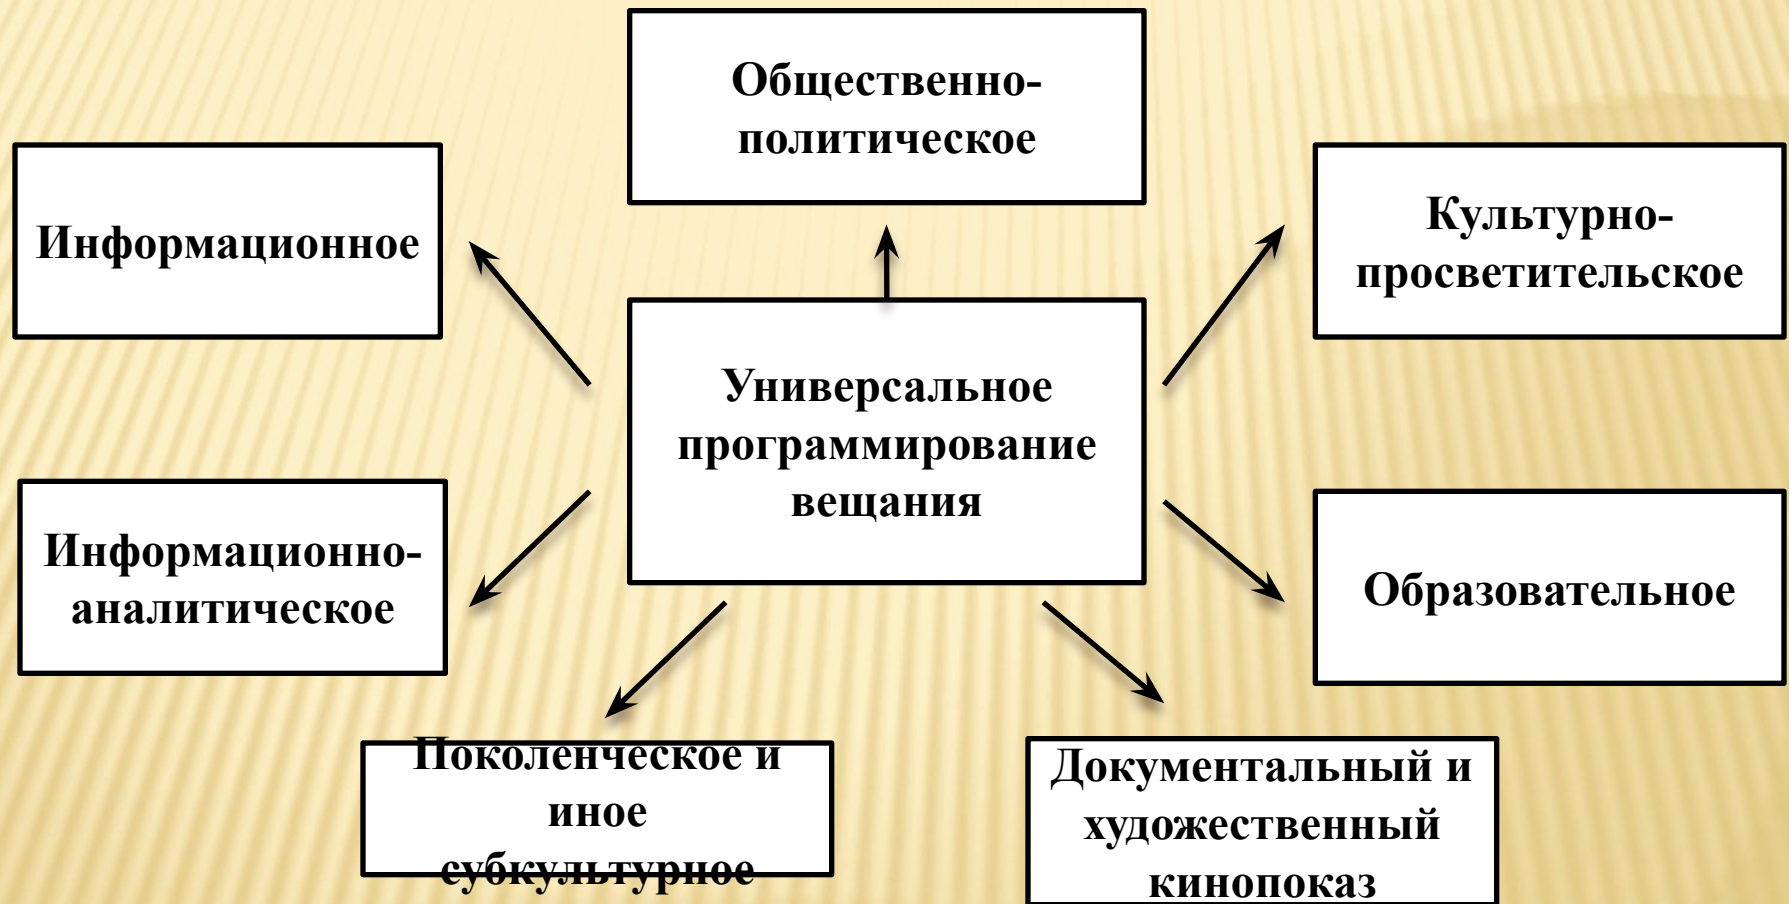 Общественно-
политическое
Информационное
Культурно-
просветительское
Универсальное
программирование
вещания
Информационно-
аналитическое
Образовательное
Поколенческое и
иное
субкультурное
Документальный и
художественный
кинопоказ